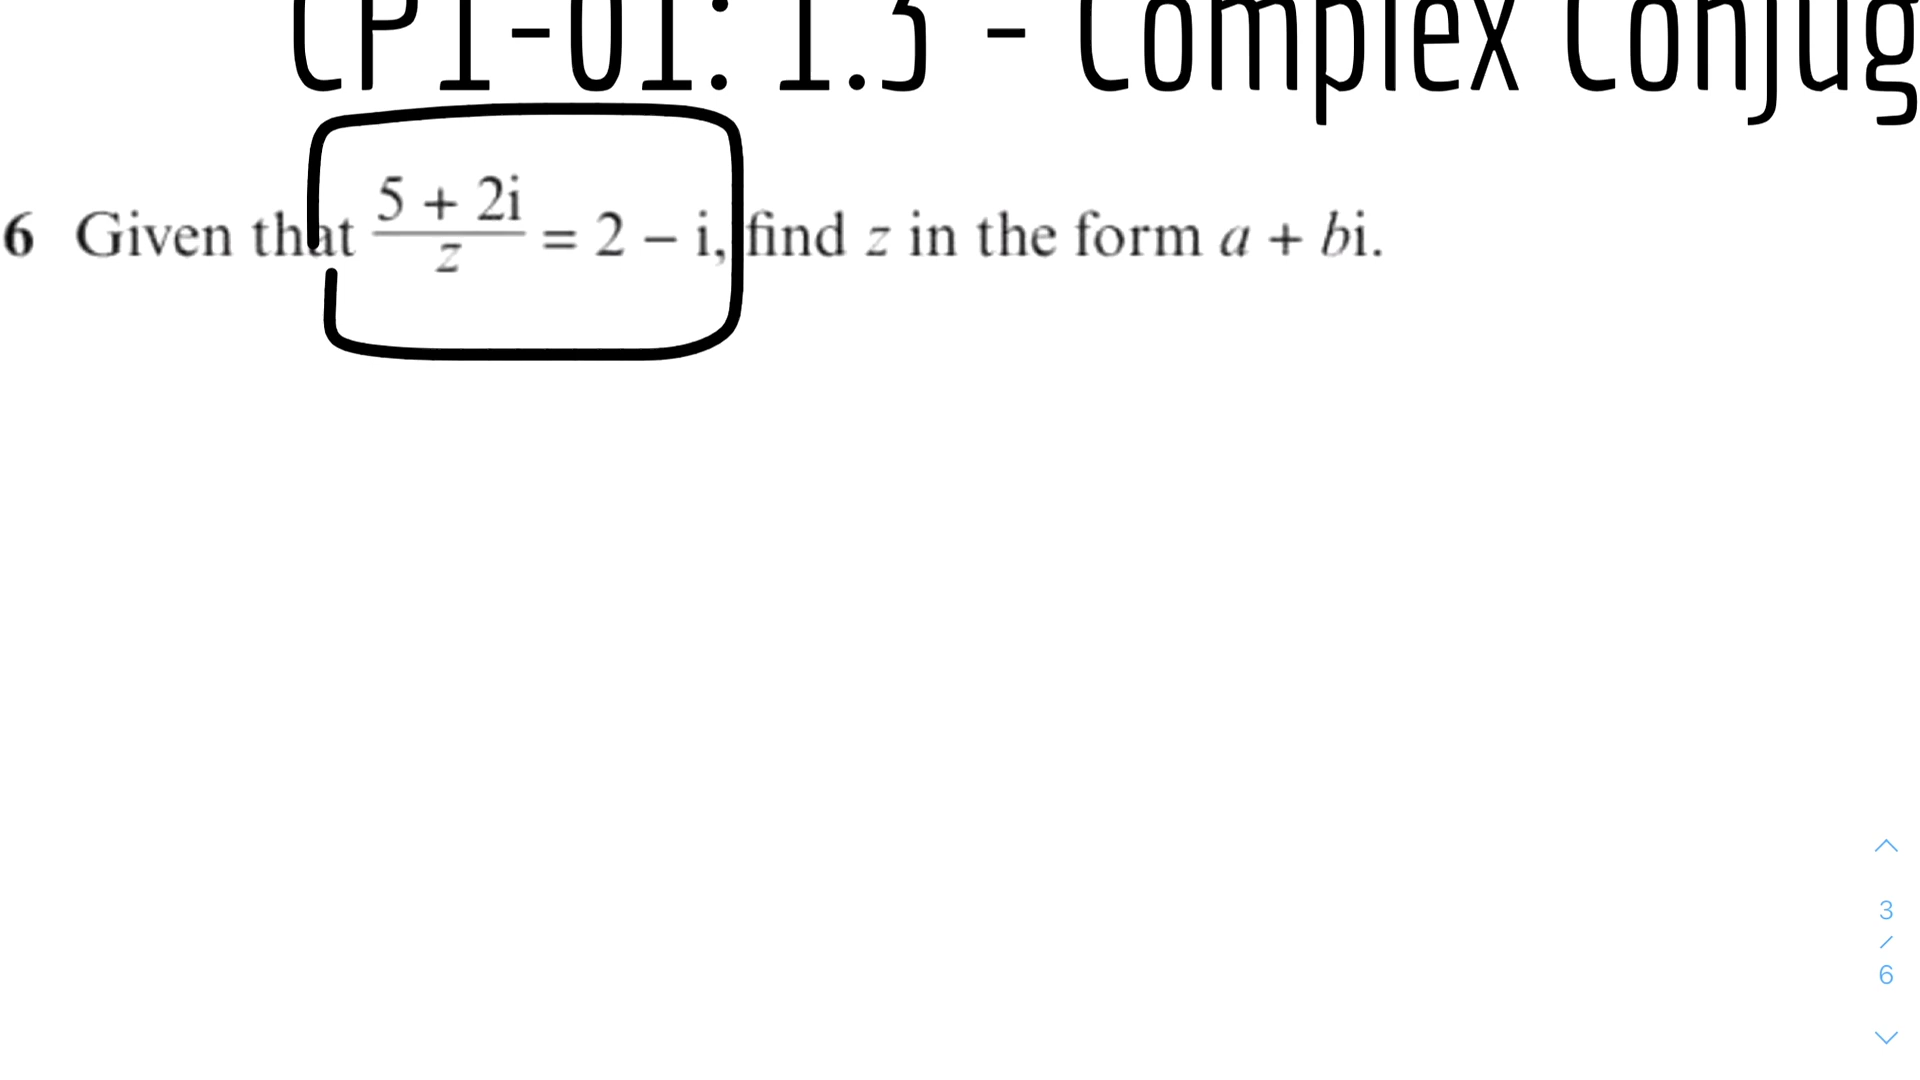 CP1-01: 1.3 - Complex Conjug
6 Given that \frac{5 + 2i}{z} = 2 − i, find z in the form a + bi.
3
/
6